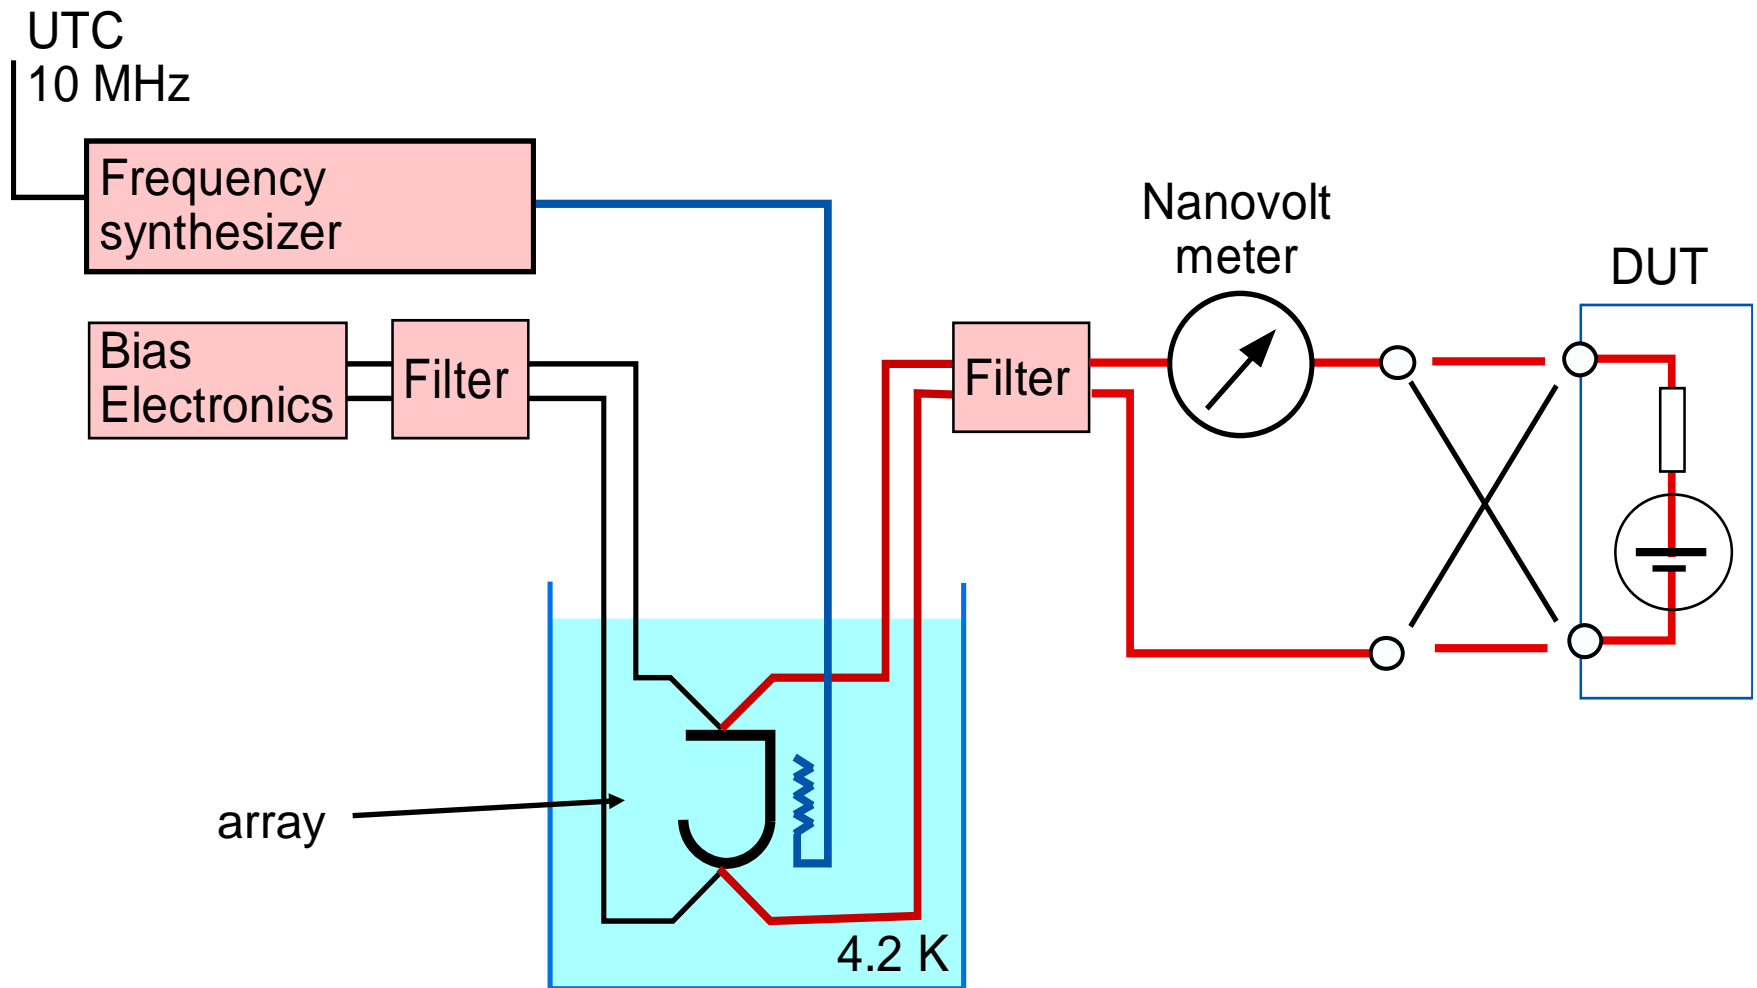 UTC
10 MHz
Frequency
synthesizer
Nanovolt
meter
DUT
Bias
Electronics
Filter
Filter
array
4.2 K